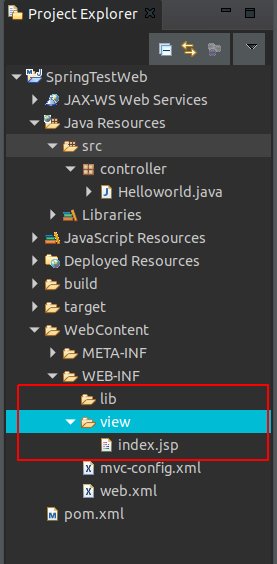 Project Explorer
SpringTestWeb
JAX-WS Web Services
Java Resources
src
controller
Helloworld.java
Libraries
JavaScript Resources
Deployed Resources
build
target
WebContent
META-INF
WEB-INF
lib
view
index.jsp
mvc-config.xml
web.xml
pom.xml